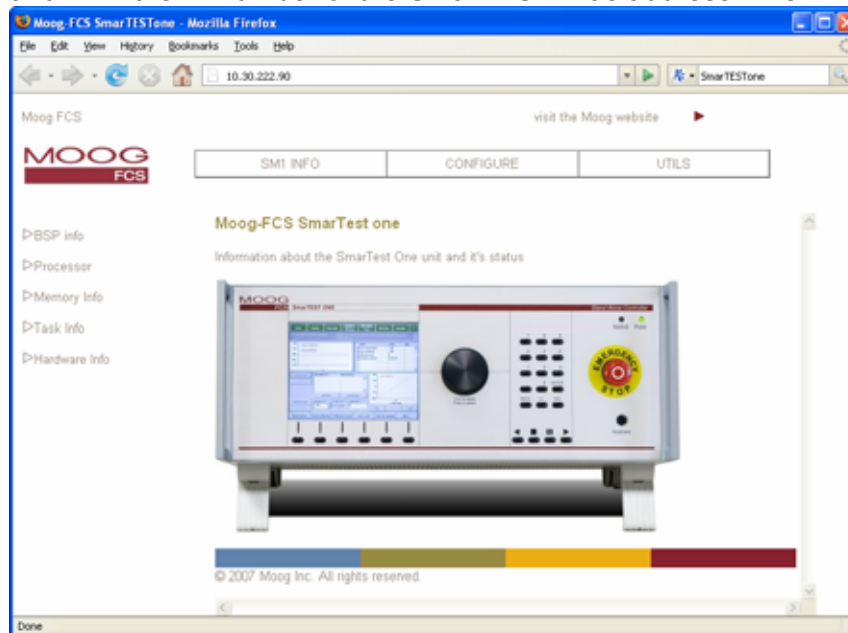 Moog-FCS SmarTESTone - Mozilla Firefox
File Edit View History Bookmarks Tools Help
10.30.222.90
SmarTESTone
Moog FCS
visit the Moog website
MOOG
FCS
SM1 INFO
CONFIGURE
UTILS
BSP info
Processor
Memory Info
Task Info
Hardware Info
Moog-FCS SmarTest one
Information about the SmarTest One unit and it's status
MOOG
FCS SmarTEST ONE
EMERGENCY
STOP
© 2007 Moog Inc. All rights reserved.
Done